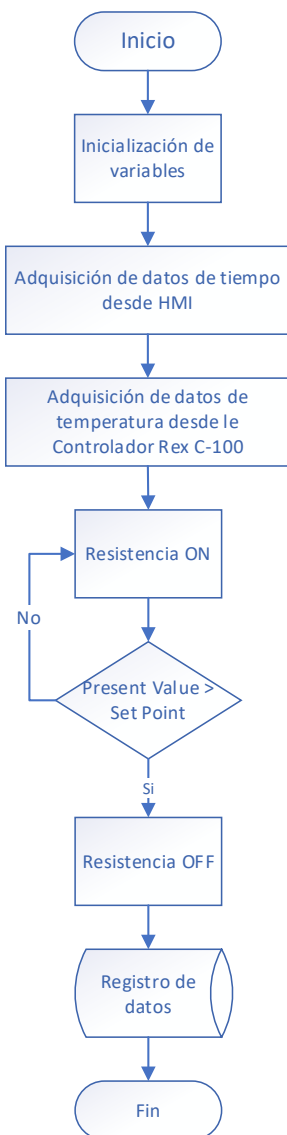 Inicio
Inicialización de
variables
Adquisición de datos de tiempo
desde HMI
Adquisición de datos de
temperatura desde le
Controlador Rex C-100
Resistencia ON
No
Present Value >
Set Point
Si
Resistencia OFF
Registro de
datos
Fin